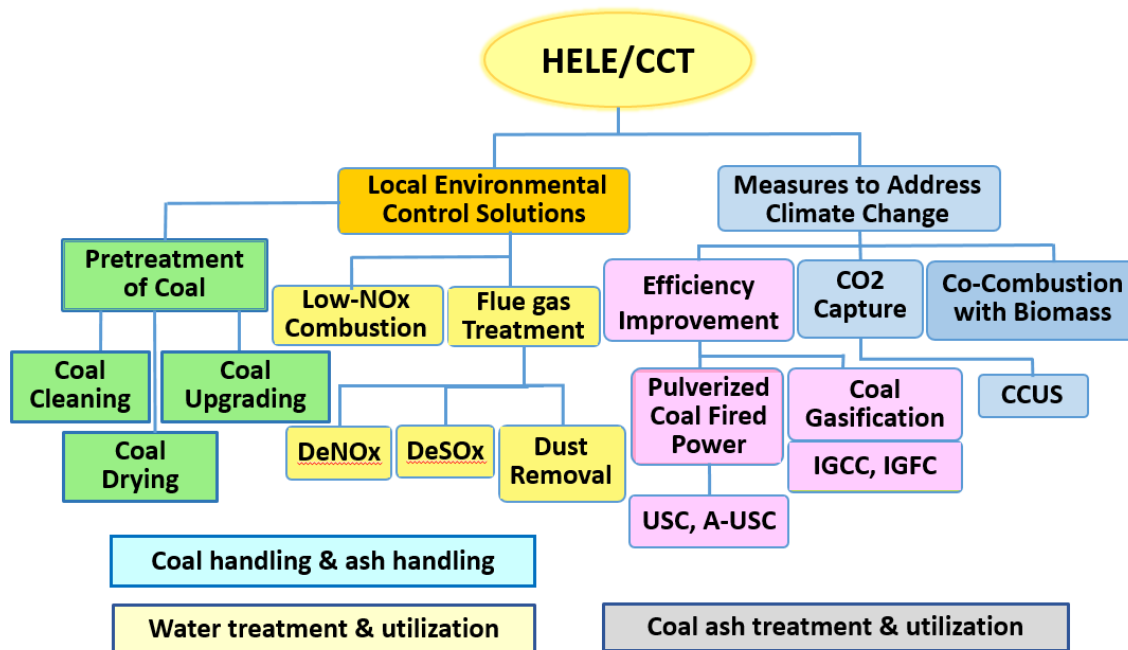 HELE/CCT
Local Environmental
Control Solutions
Measures to Address
Climate Change
Pretreatment
of Coal
Low-NOx
Combustion
Flue gas
Treatment
Efficiency
Improvement
CO2
Capture
Co-Combustion
with Biomass
Coal
Cleaning
Coal
Upgrading
Coal
Drying
DeNOx
DeSOx
Dust
Removal
Pulverized
Coal Fired
Power
Coal
Gasification
CCUS
IGCC, IGFC
USC, A-USC
Coal handling & ash handling
Water treatment & utilization
Coal ash treatment & utilization